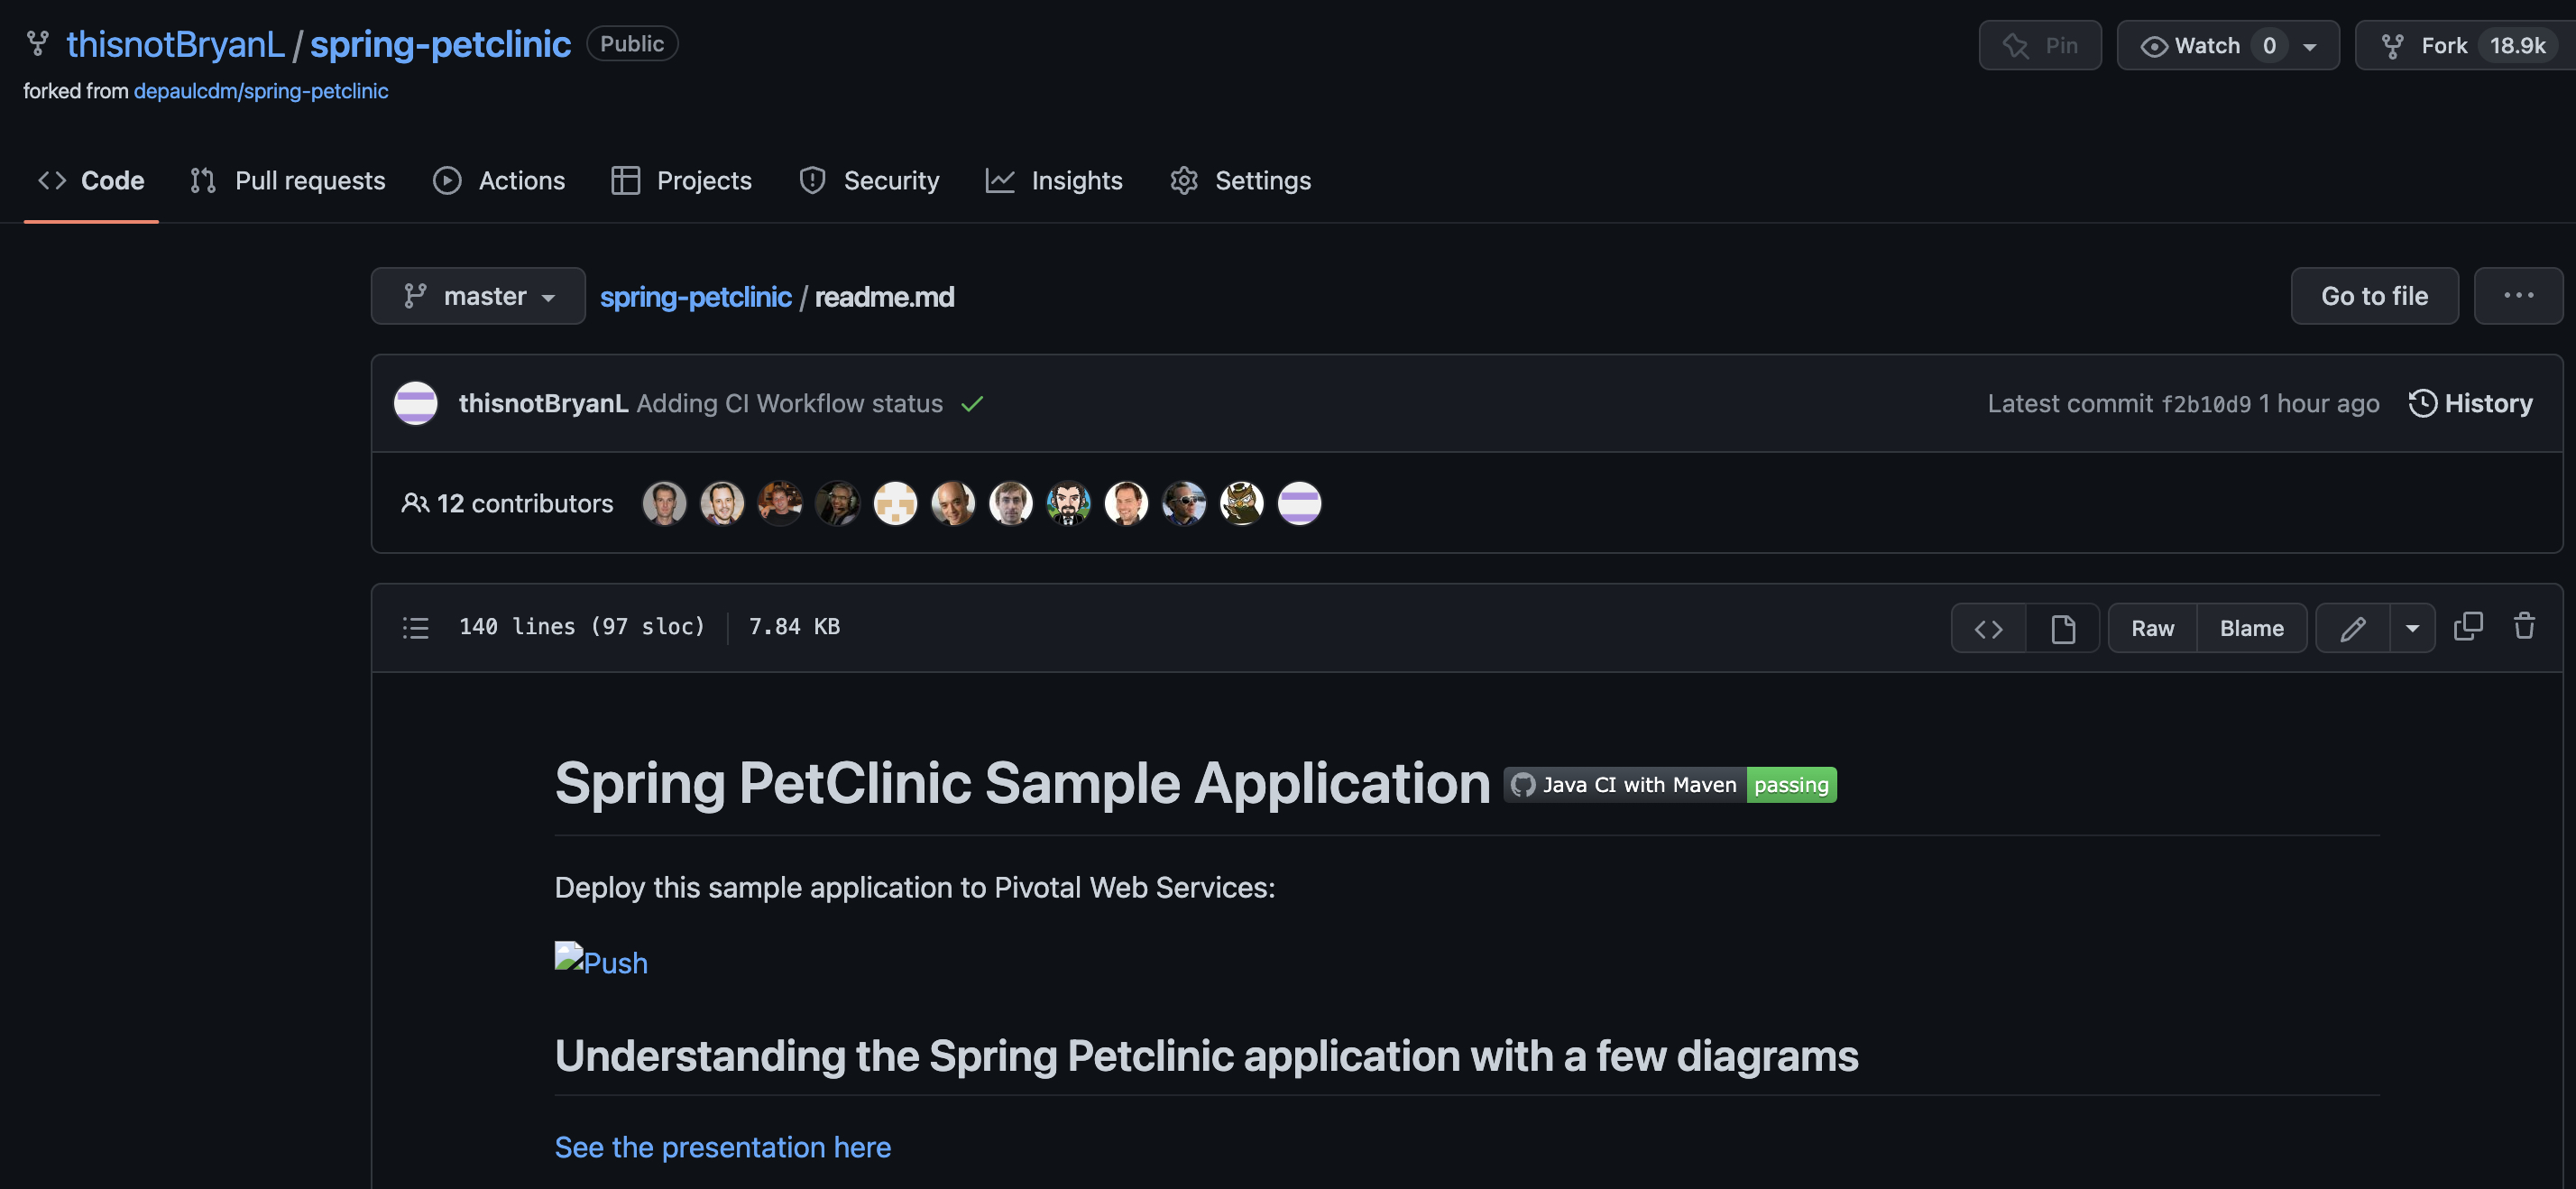 thisnotBryanL / spring-petclinic Public
Pin Watch 0 Fork 18.9k
forked from depaulcdm/spring-petclinic
Code Pull requests Actions Projects Security Insights Settings
master spring-petclinic / readme.md Go to file ...
thisnotBryanL Adding CI Workflow status Latest commit f2b10d9 1 hour ago History
12 contributors
140 lines (97 sloc) 7.84 KB Raw Blame
Spring PetClinic Sample Application Java CI with Maven passing
Deploy this sample application to Pivotal Web Services:
Push
Understanding the Spring Petclinic application with a few diagrams
See the presentation here